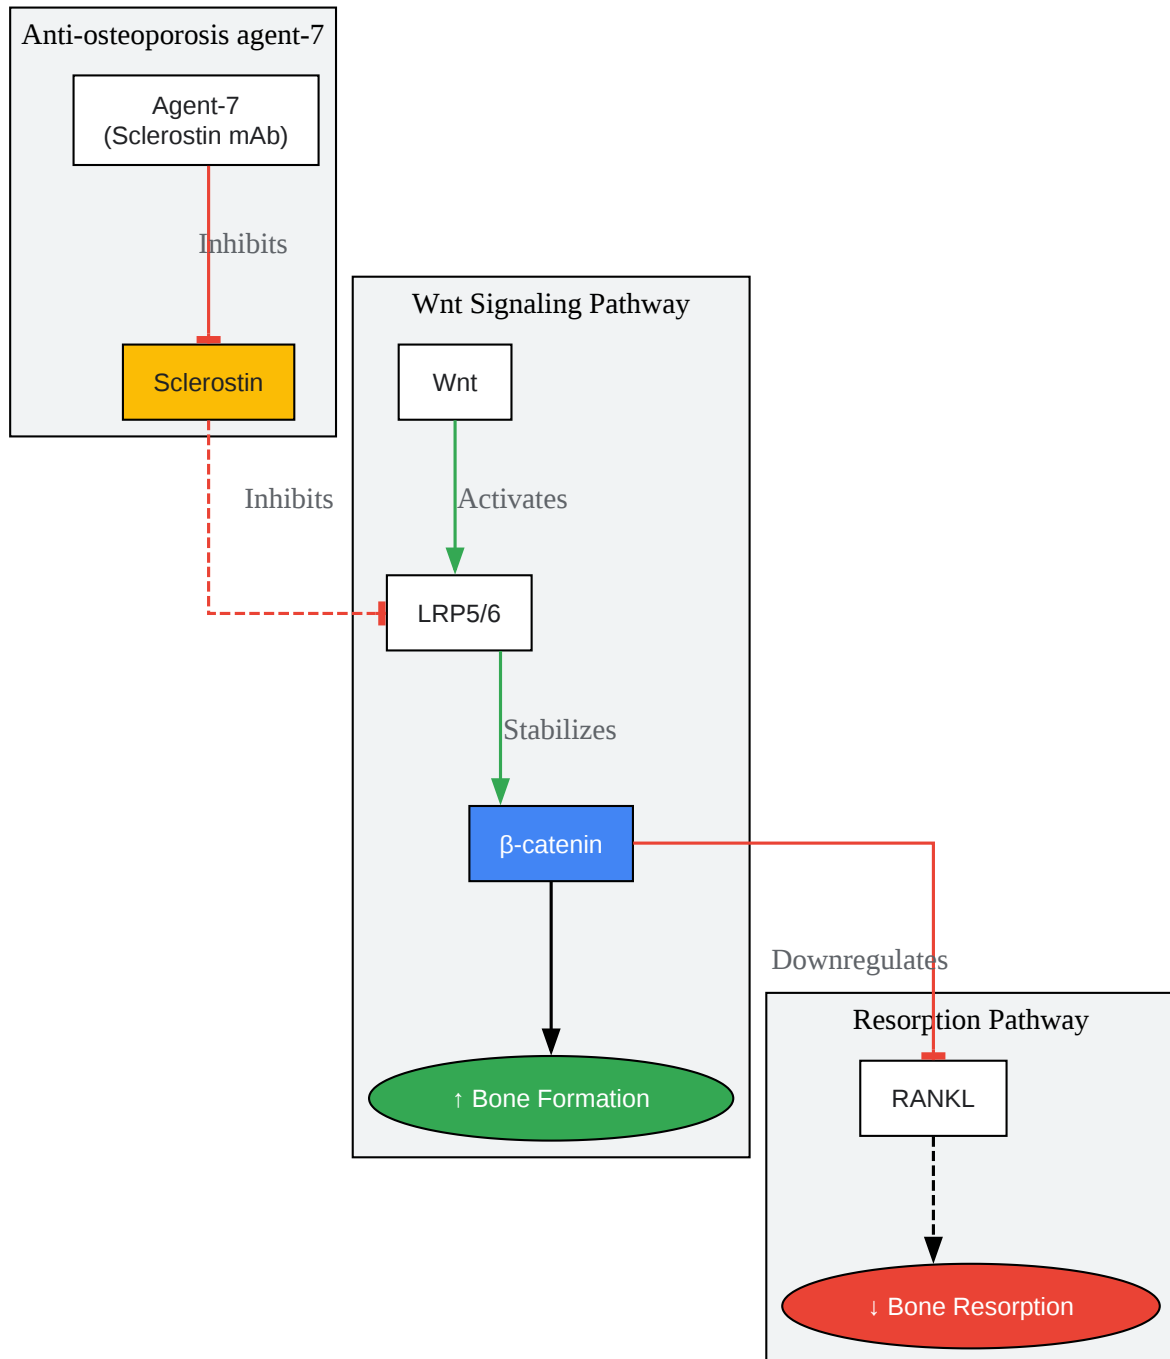 Anti-osteoporosis agent-7
Agent-7
(Sclerostin mAb)
Inhibits
Sclerostin
Inhibits
Wnt Signaling Pathway
Wnt
Activates
LRP5/6
Stabilizes
β-catenin
↑ Bone Formation
Downregulates
Resorption Pathway
RANKL
↓ Bone Resorption